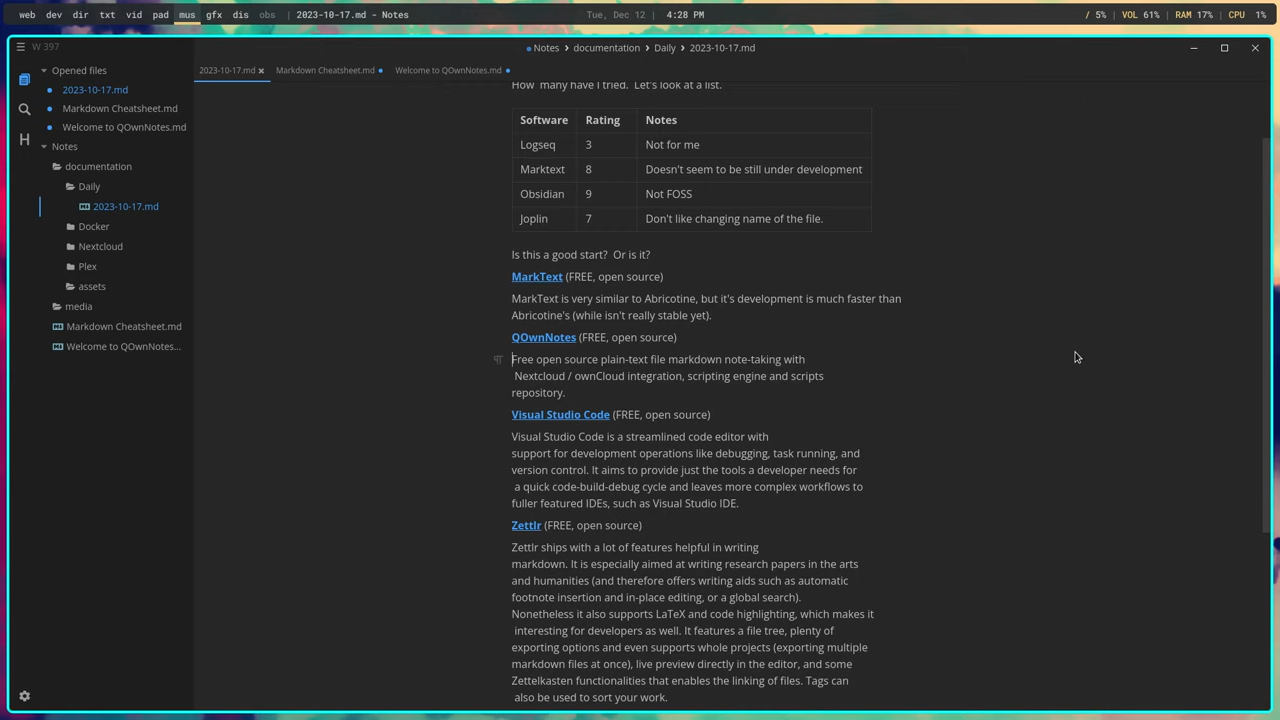 web dev dir txt vid pad mus gfx dis obs | 2023-10-17.md - Notes
Tue, Dec 12 | 4:28 PM
/ 5% | VOL 61% | RAM 17% | CPU 1%
W 397
Notes > documentation > Daily > 2023-10-17.md
Opened files
2023-10-17.md
Markdown Cheatsheet.md
Welcome to QOwnNotes.md
Notes
documentation
Daily
2023-10-17.md
Docker
Nextcloud
Plex
assets
media
Markdown Cheatsheet.md
Welcome to QOwnNotes...
2023-10-17.md
Markdown Cheatsheet.md
Welcome to QOwnNotes.md
How many have I tried. Let's look at a list.
Software Rating Notes
Logseq 3 Not for me
Marktext 8 Doesn't seem to be still under development
Obsidian 9 Not FOSS
Joplin 7 Don't like changing name of the file.
Is this a good start? Or is it?
MarkText (FREE, open source)
MarkText is very similar to Abricotine, but it's development is much faster than
Abricotine's (while isn't really stable yet).
QOwnNotes (FREE, open source)
Free open source plain-text file markdown note-taking with
Nextcloud / ownCloud integration, scripting engine and scripts
repository.
Visual Studio Code (FREE, open source)
Visual Studio Code is a streamlined code editor with
support for development operations like debugging, task running, and
version control. It aims to provide just the tools a developer needs for
a quick code-build-debug cycle and leaves more complex workflows to
fuller featured IDEs, such as Visual Studio IDE.
Zettlr (FREE, open source)
Zettlr ships with a lot of features helpful in writing
markdown. It is especially aimed at writing research papers in the arts
and humanities (and therefore offers writing aids such as automatic
footnote insertion and in-place editing, or a global search).
Nonetheless it also supports LaTeX and code highlighting, which makes it
interesting for developers as well. It features a file tree, plenty of
exporting options and even supports whole projects (exporting multiple
markdown files at once), live preview directly in the editor, and some
Zettelkasten functionalities that enables the linking of files. Tags can
also be used to sort your work.